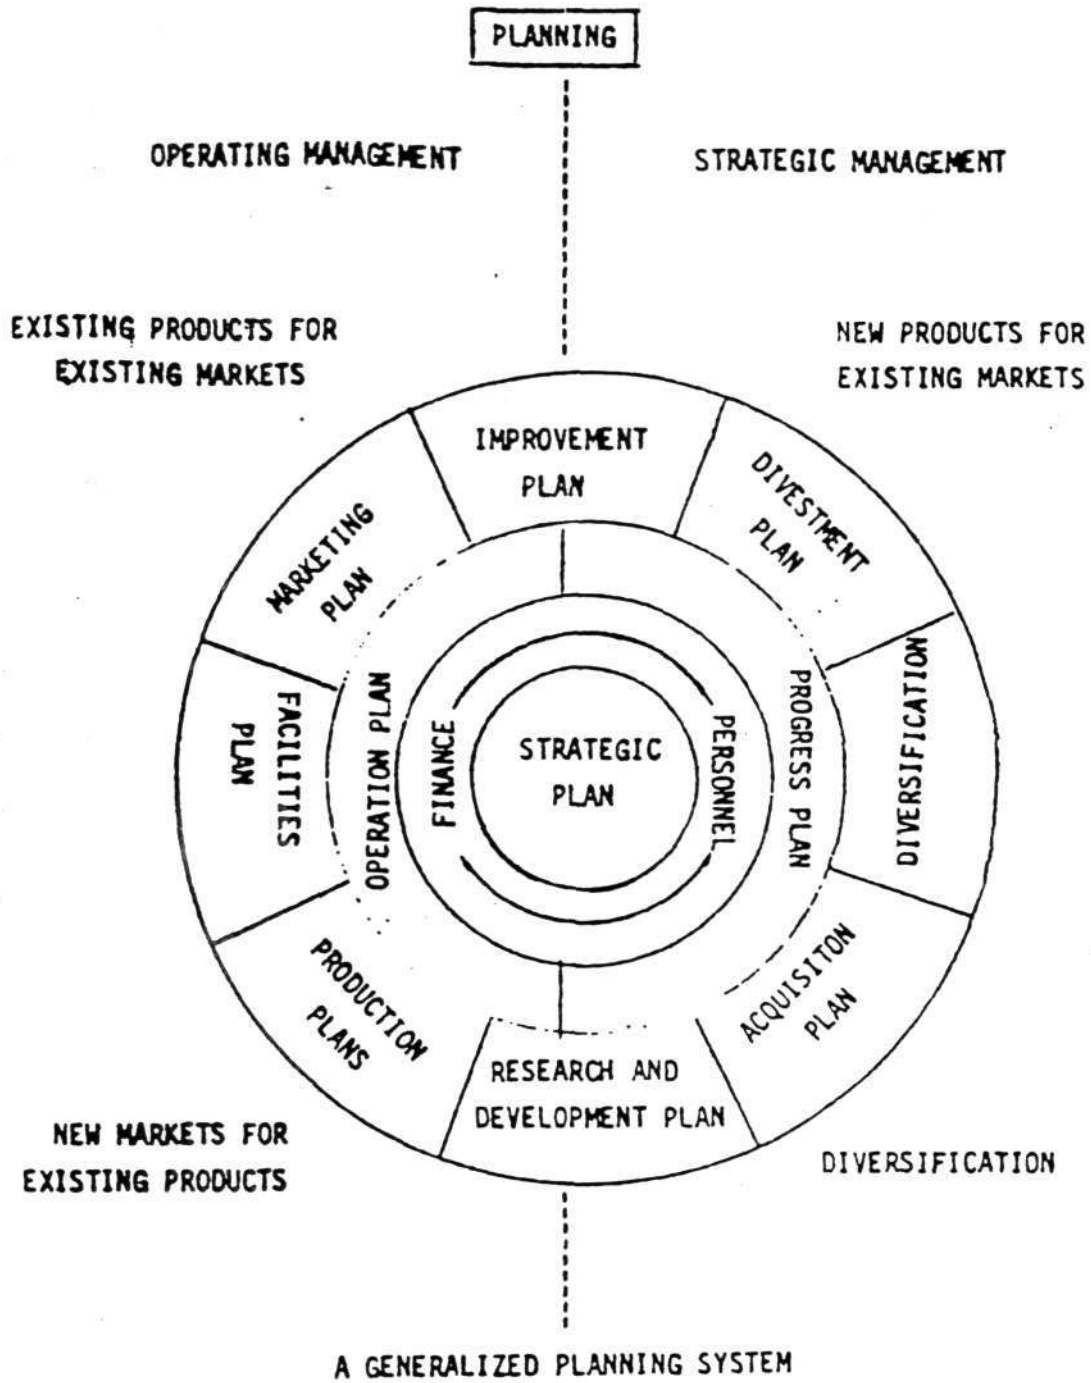 PLANNING
OPERATING MANAGEMENT
STRATEGIC MANAGEMENT
EXISTING PRODUCTS FOR
EXISTING MARKETS
NEW PRODUCTS FOR
EXISTING MARKETS
IMPROVEMENT
PLAN
DIVESTMENT
PLAN
MARKETING
PLAN
DIVERSIFICATION
FACILITIES
PLAN
OPERATION PLAN
FINANCE
STRATEGIC
PLAN
PERSONNEL
PROGRESS PLAN
PRODUCTION
PLANS
ACQUISITON
PLAN
RESEARCH AND
DEVELOPMENT PLAN
NEW MARKETS FOR
EXISTING PRODUCTS
DIVERSIFICATION
A GENERALIZED PLANNING SYSTEM